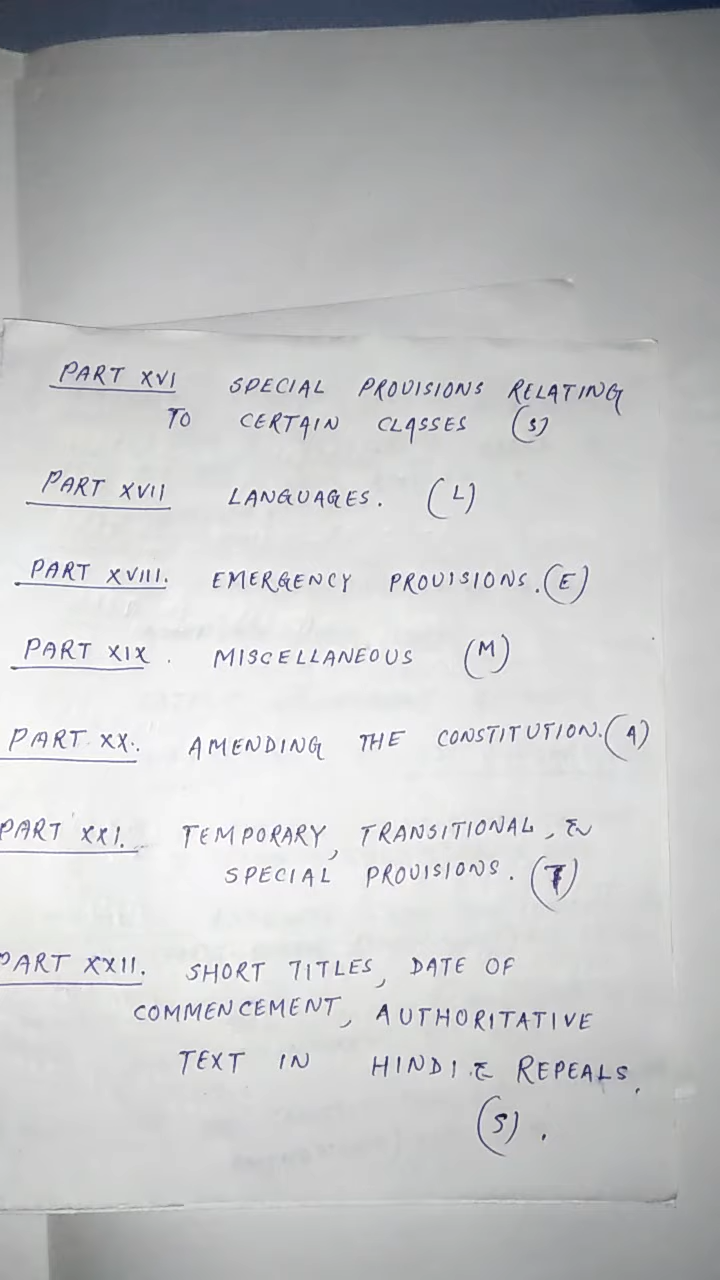 PART XVI SPECIAL PROVISIONS RELATING
TO CERTAIN CLASSES (S)
PART XVII LANGUAGES. (L)
PART XVIII. EMERGENCY PROVISIONS. (E)
PART XIX. MISCELLANEOUS (M)
PART XX. AMENDING THE CONSTITUTION. (A)
PART XXI. TEMPORARY, TRANSITIONAL, &
SPECIAL PROVISIONS. (T)
PART XXII. SHORT TITLES, DATE OF
COMMENCEMENT, AUTHORITATIVE
TEXT IN HINDI & REPEALS.
(S).